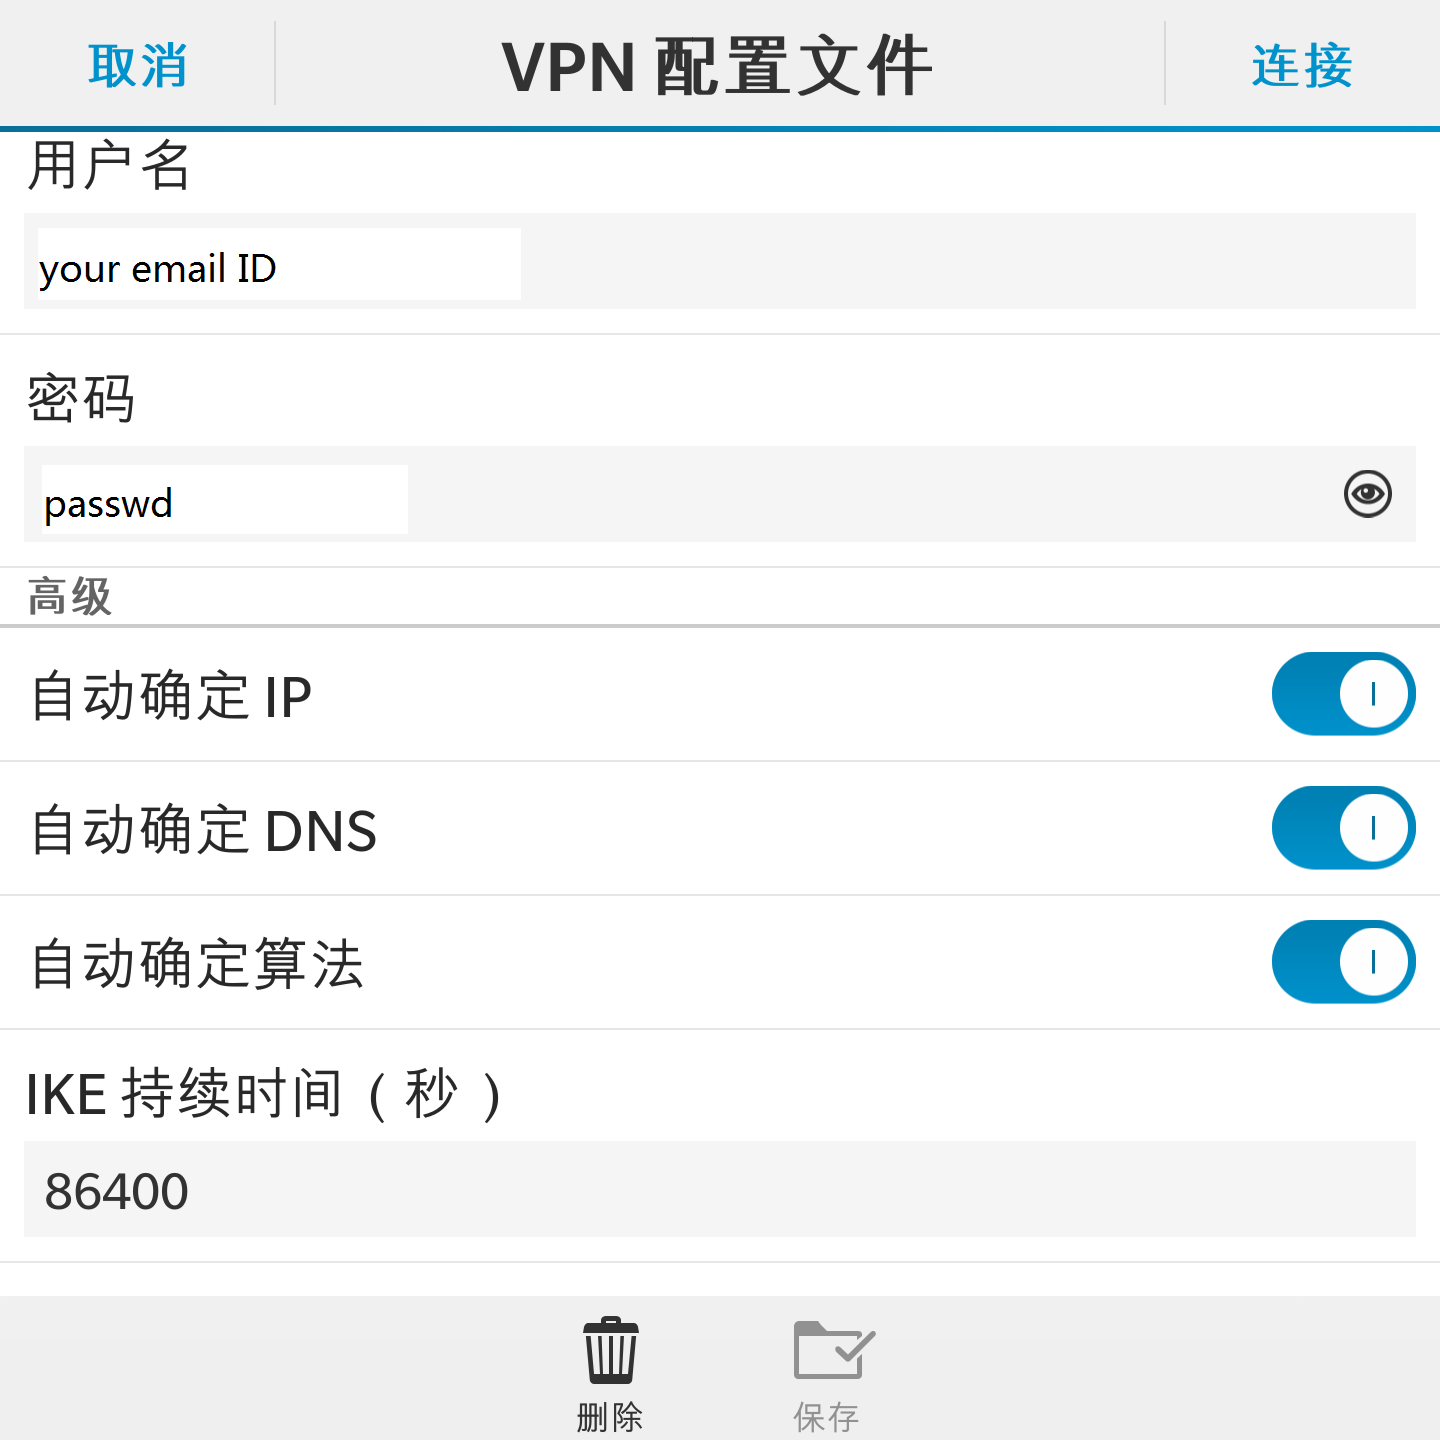 取消 VPN 配置文件 连接
用户名
your email ID
密码
passwd
高级
自动确定 IP
自动确定 DNS
自动确定算法
IKE 持续时间（秒）
86400
删除 保存